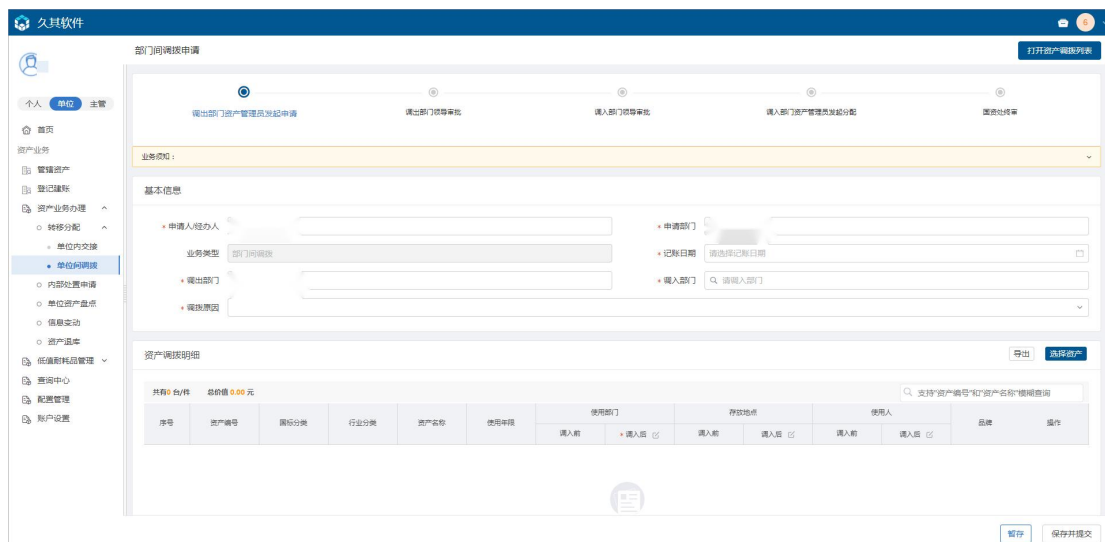 久其软件
6
部门间调拨申请
打开资产调拨列表
个人 单位 主管
首页
资产业务
管辖资产
登记建账
资产业务办理
转移分配
单位内交接
单位间调拨
内部处置申请
单位资产盘点
信息变动
资产退库
低值耐耗品管理
查询中心
配置管理
账户设置
调出部门资产管理员发起申请
调出部门领导审批
调入部门领导审批
调入部门资产管理员发起分配
国资处终审
业务须知：
基本信息
* 申请人/经办人
* 申请部门
业务类型 部门间调拨
* 记账日期 请选择记账日期
* 调出部门
* 调入部门 请调入部门
* 调拨原因
资产调拨明细
导出 选择资产
共有0 台/件 总价值 0.00 元
支持"资产编号"和"资产名称"模糊查询
序号 资产编号 国标分类 行业分类 资产名称 使用年限 使用部门 存放地点 使用人 品牌 操作
调入前 * 调入后 调入前 调入后 调入前 调入后
暂存 保存并提交